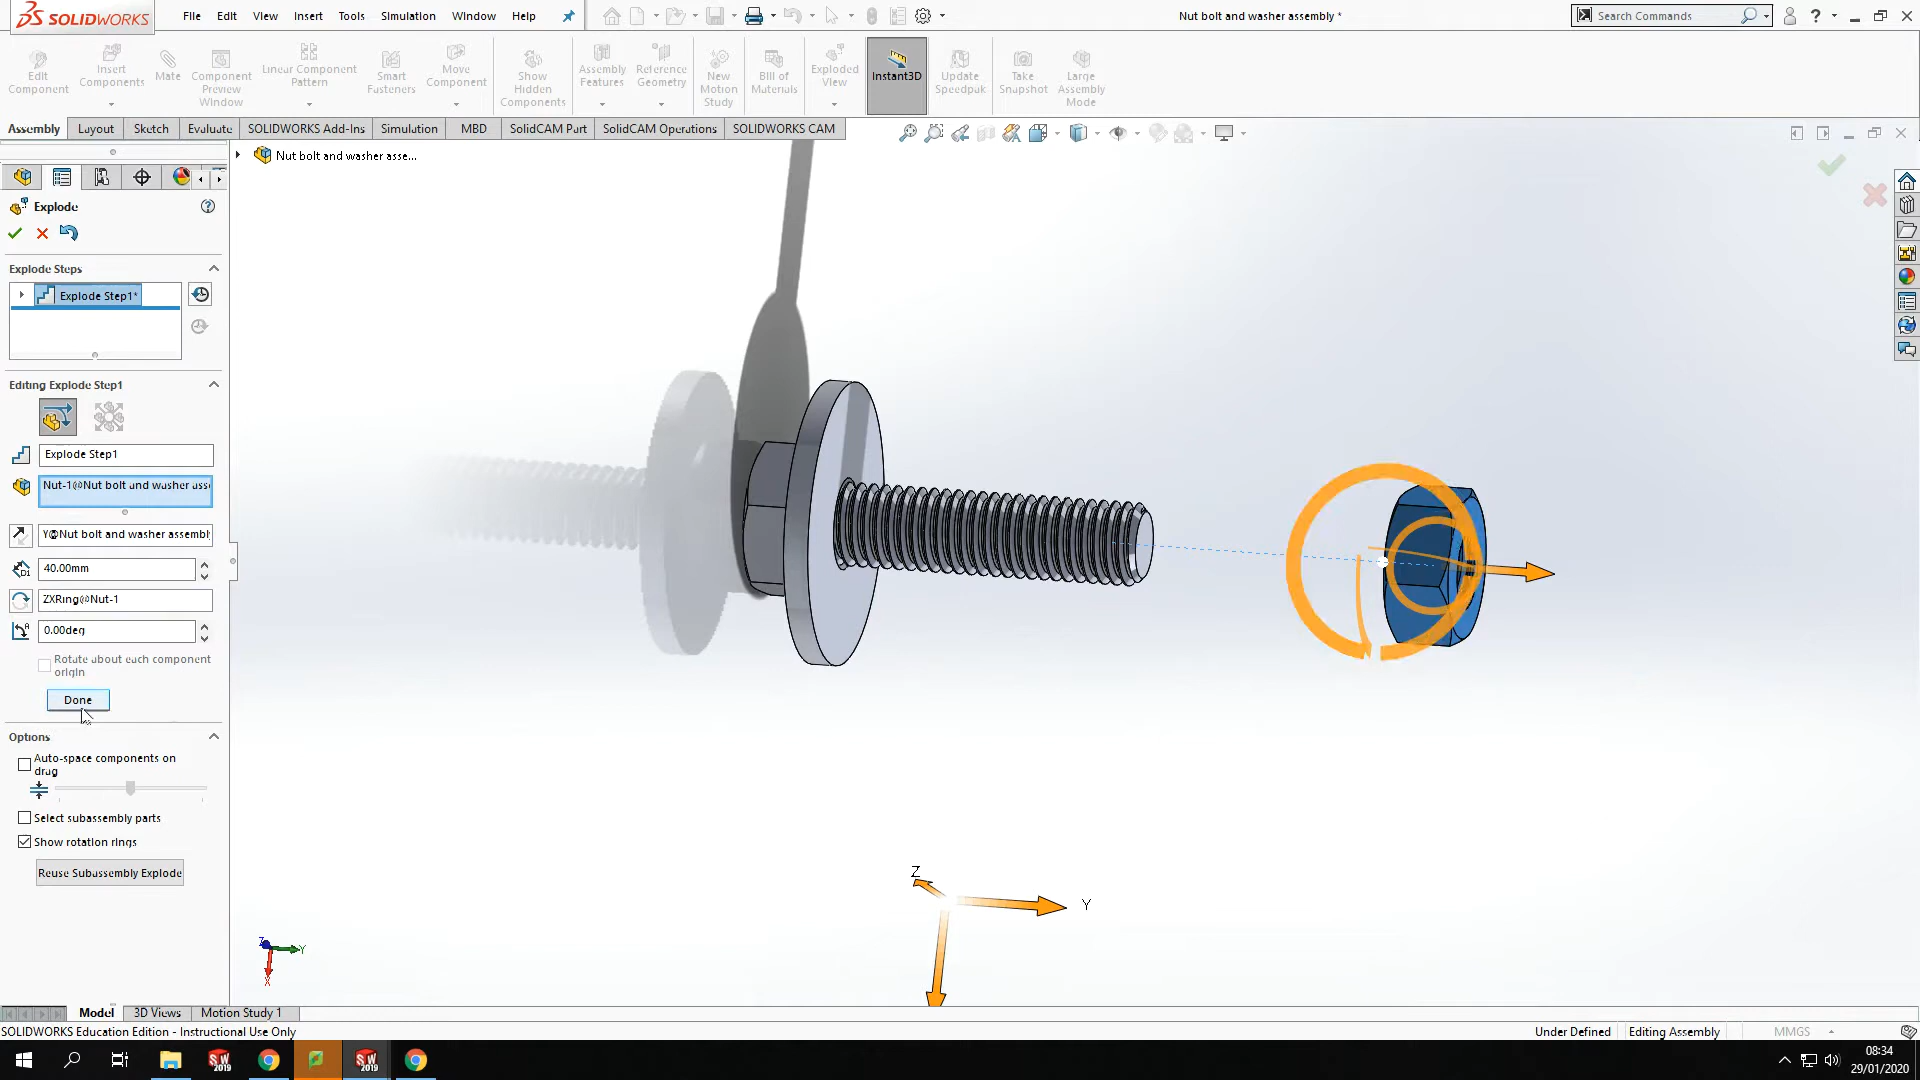 SOLIDWORKS
File Edit View Insert Tools Simulation Window Help
Nut bolt and washer assembly *
Search Commands
?
Edit Component
Insert Components
Mate
Component Preview Window
Linear Component Pattern
Smart Fasteners
Move Component
Show Hidden Components
Assembly Features
Reference Geometry
New Motion Study
Bill of Materials
Exploded View
Instant3D
Update Speedpak
Take Snapshot
Large Assembly Mode
Assembly Layout Sketch Evaluate SOLIDWORKS Add-Ins Simulation MBD SolidCAM Part SolidCAM Operations SOLIDWORKS CAM
Nut bolt and washer asse...
Explode
?
Explode Steps
Explode Step1*
Editing Explode Step1
Explode Step1
Nut-1@Nut bolt and washer ass
Y@Nut bolt and washer assembl
D1
40.00mm
ZXRing@Nut-1
0.00deg
Rotate about each component
origin
Done
Options
Auto-space components on
drag
Select subassembly parts
Show rotation rings
Reuse Subassembly Explode
Z
Y
Z
Y
X
Model 3D Views Motion Study 1
SOLIDWORKS Education Edition - Instructional Use Only
Under Defined Editing Assembly MMGS
SW 2019
SW 2019
08:34
29/01/2020